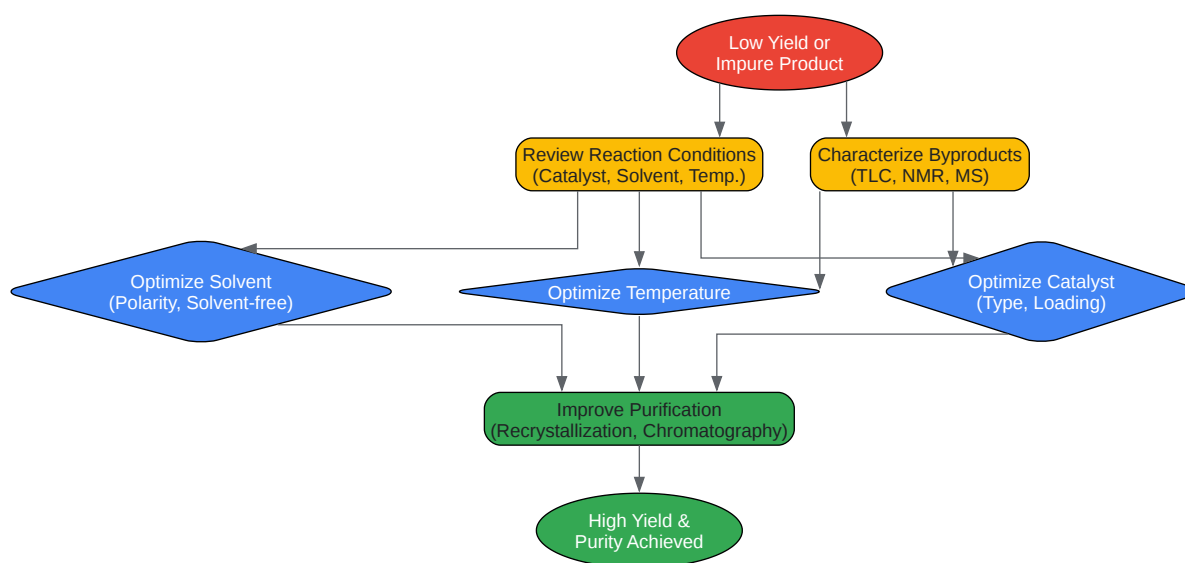 Low Yield or
Impure Product
Review Reaction Conditions
(Catalyst, Solvent, Temp.)
Characterize Byproducts
(TLC, NMR, MS)
Optimize Solvent
(Polarity, Solvent-free)
Optimize Temperature
Optimize Catalyst
(Type, Loading)
Improve Purification
(Recrystallization, Chromatography)
High Yield &
Purity Achieved